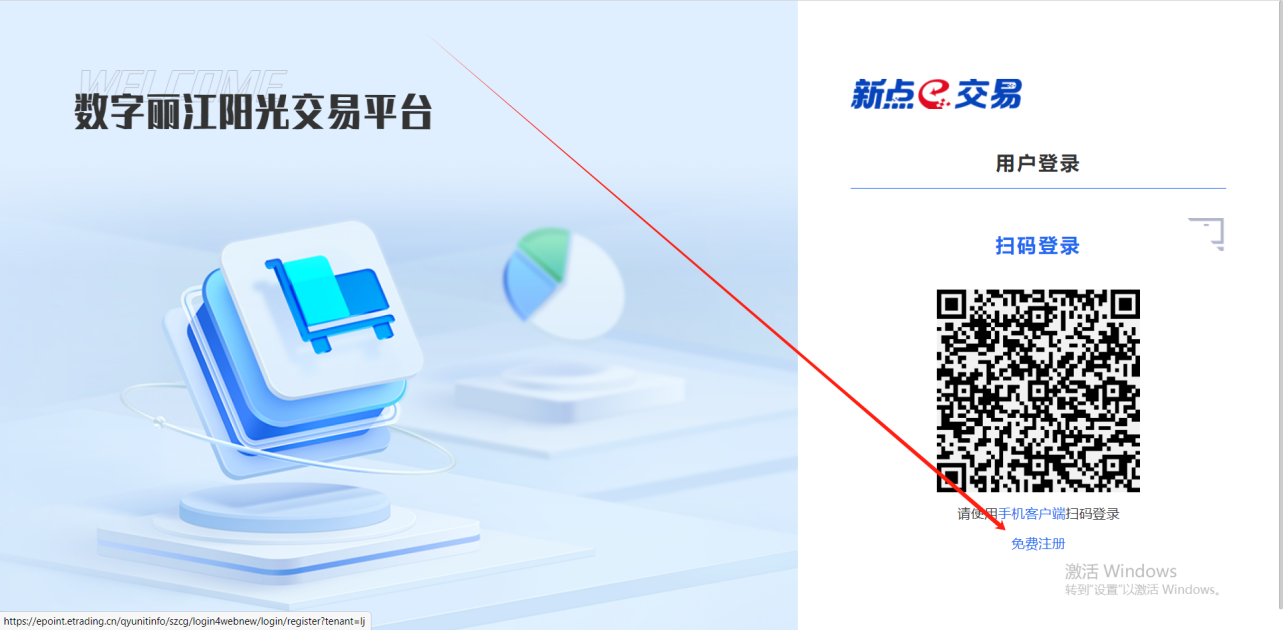 WELCOME
数字丽江阳光交易平台
新点e交易
用户登录
扫码登录
请使用手机客户端扫码登录
免费注册
激活 Windows
转到"设置"以激活 Windows。
https://epoint.etrading.cn/qyunitinfo/szcg/login4webnew/login/register?tenant=lj